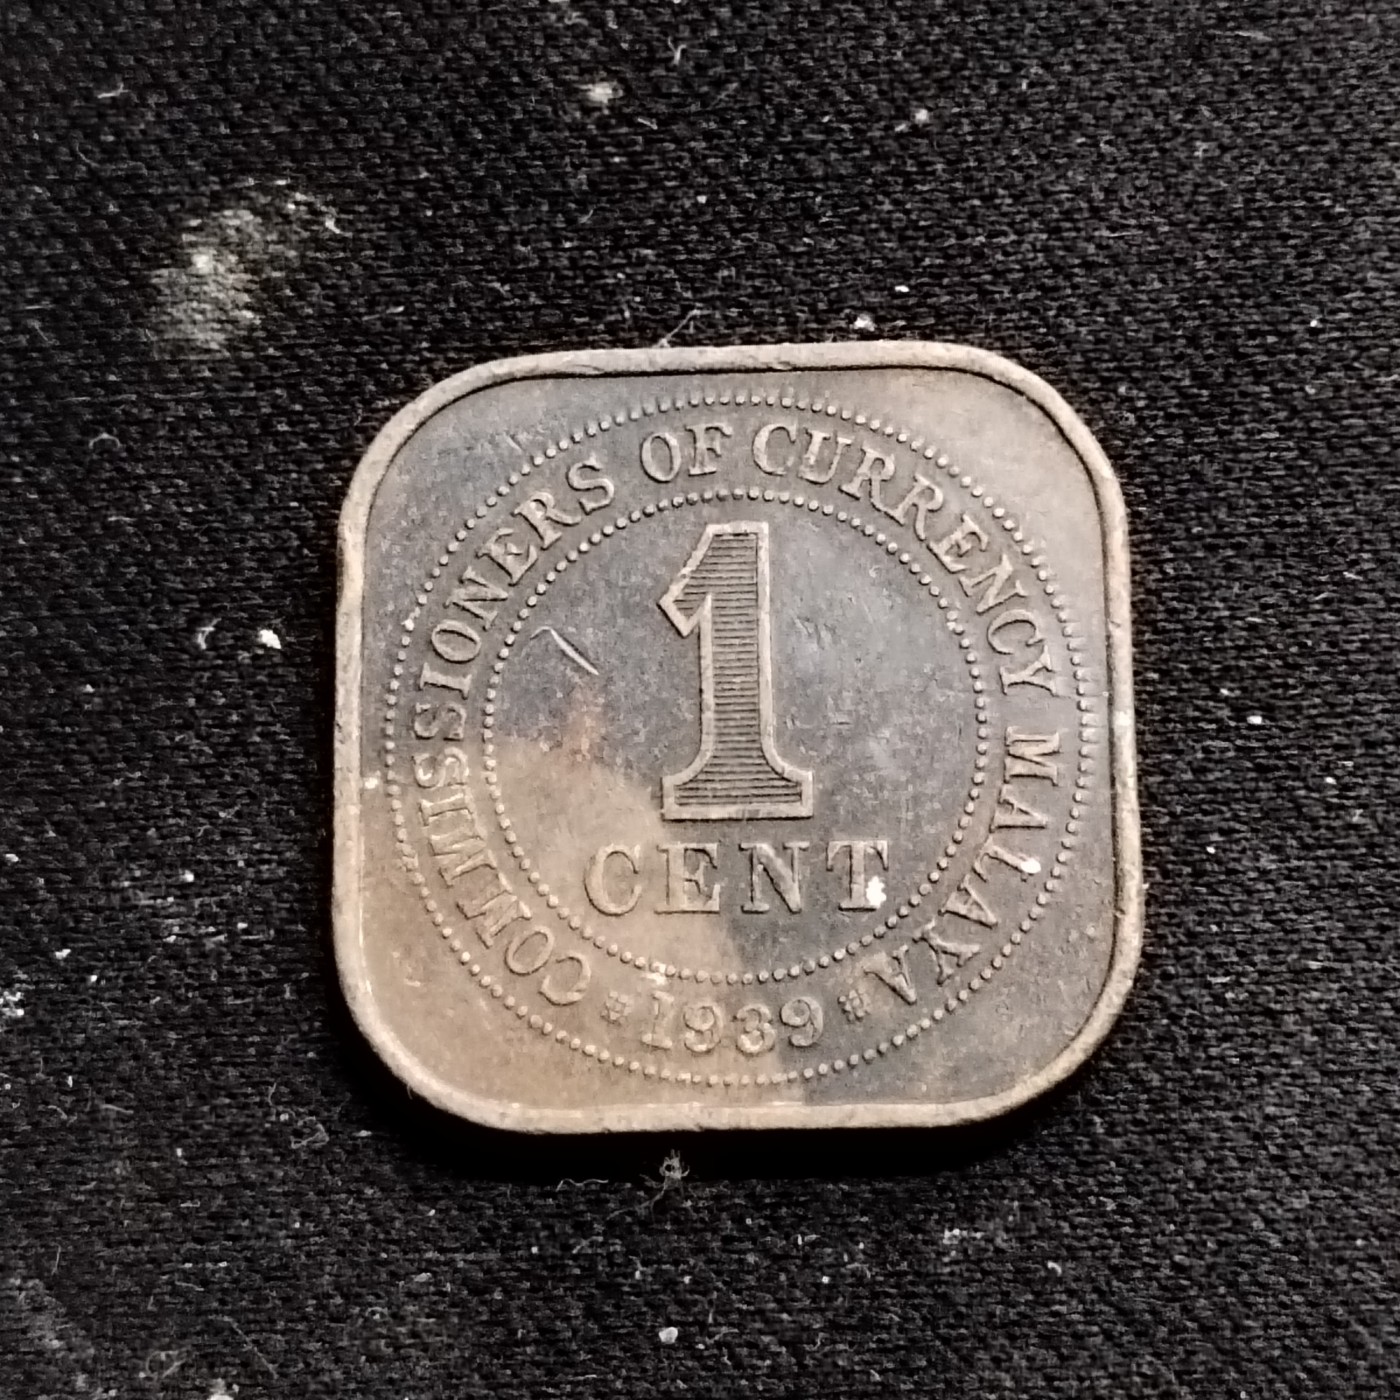 COMMISSIONERS OF CURRENCY MALAYA
1
CENT
1939